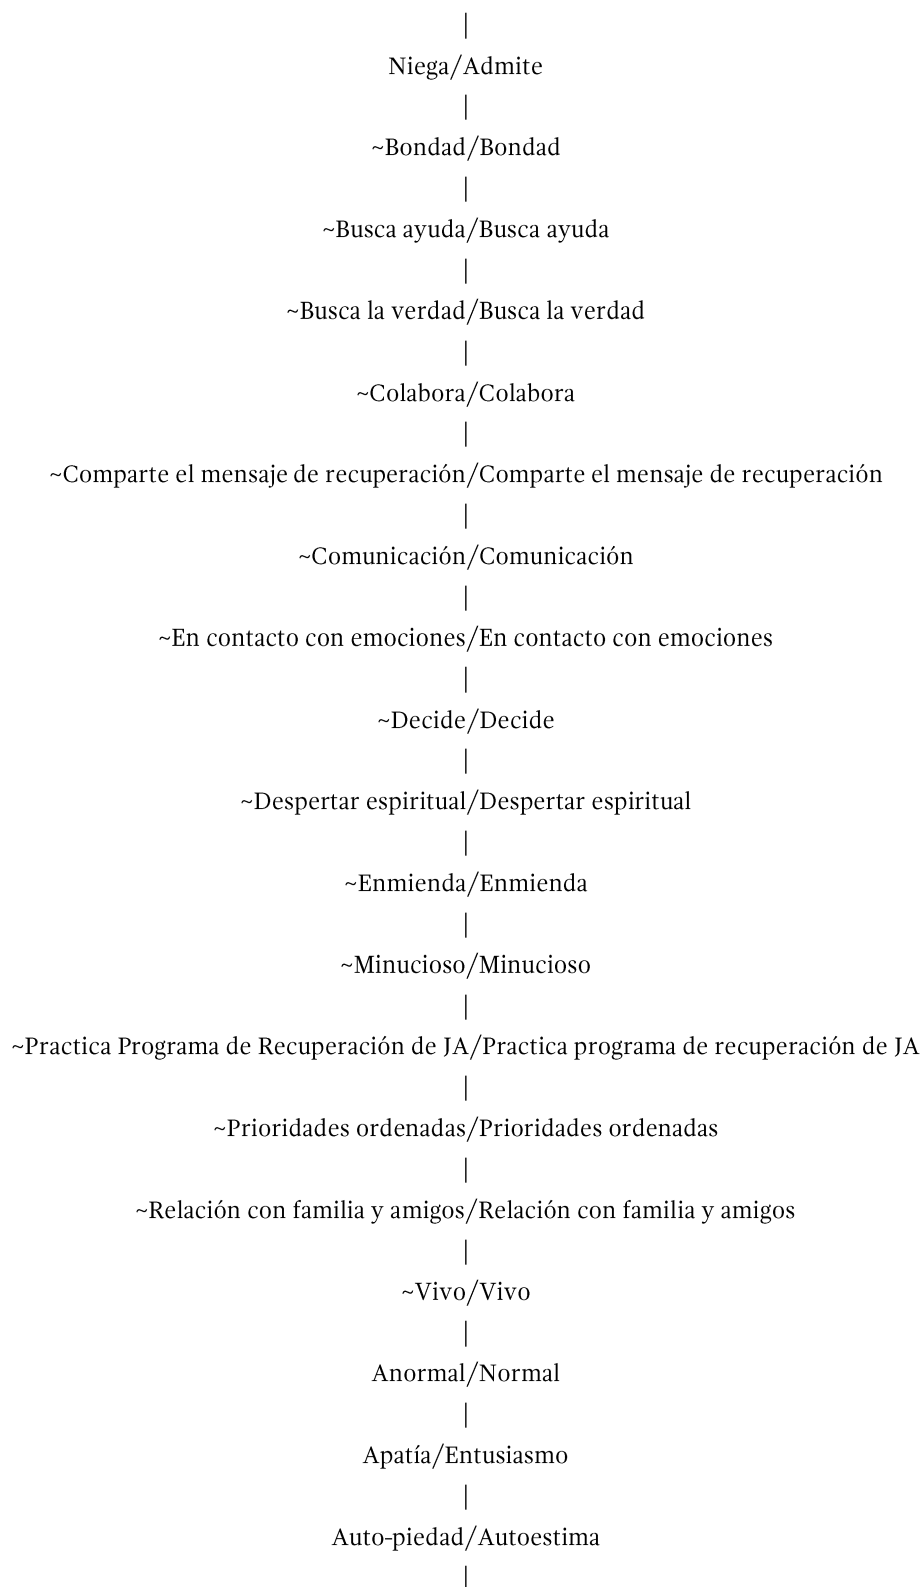 |
Niega/Admite
|
~Bondad/Bondad
|
~Busca ayuda/Busca ayuda
|
~Busca la verdad/Busca la verdad
|
~Colabora/Colabora
|
~Comparte el mensaje de recuperación/Comparte el mensaje de recuperación
|
~Comunicación/Comunicación
|
~En contacto con emociones/En contacto con emociones
|
~Decide/Decide
|
~Despertar espiritual/Despertar espiritual
|
~Enmienda/Enmienda
|
~Minucioso/Minucioso
|
~Practica Programa de Recuperación de JA/Practica programa de recuperación de JA
|
~Prioridades ordenadas/Prioridades ordenadas
|
~Relación con familia y amigos/Relación con familia y amigos
|
~Vivo/Vivo
|
Anormal/Normal
|
Apatía/Entusiasmo
|
Auto-piedad/Autoestima
|